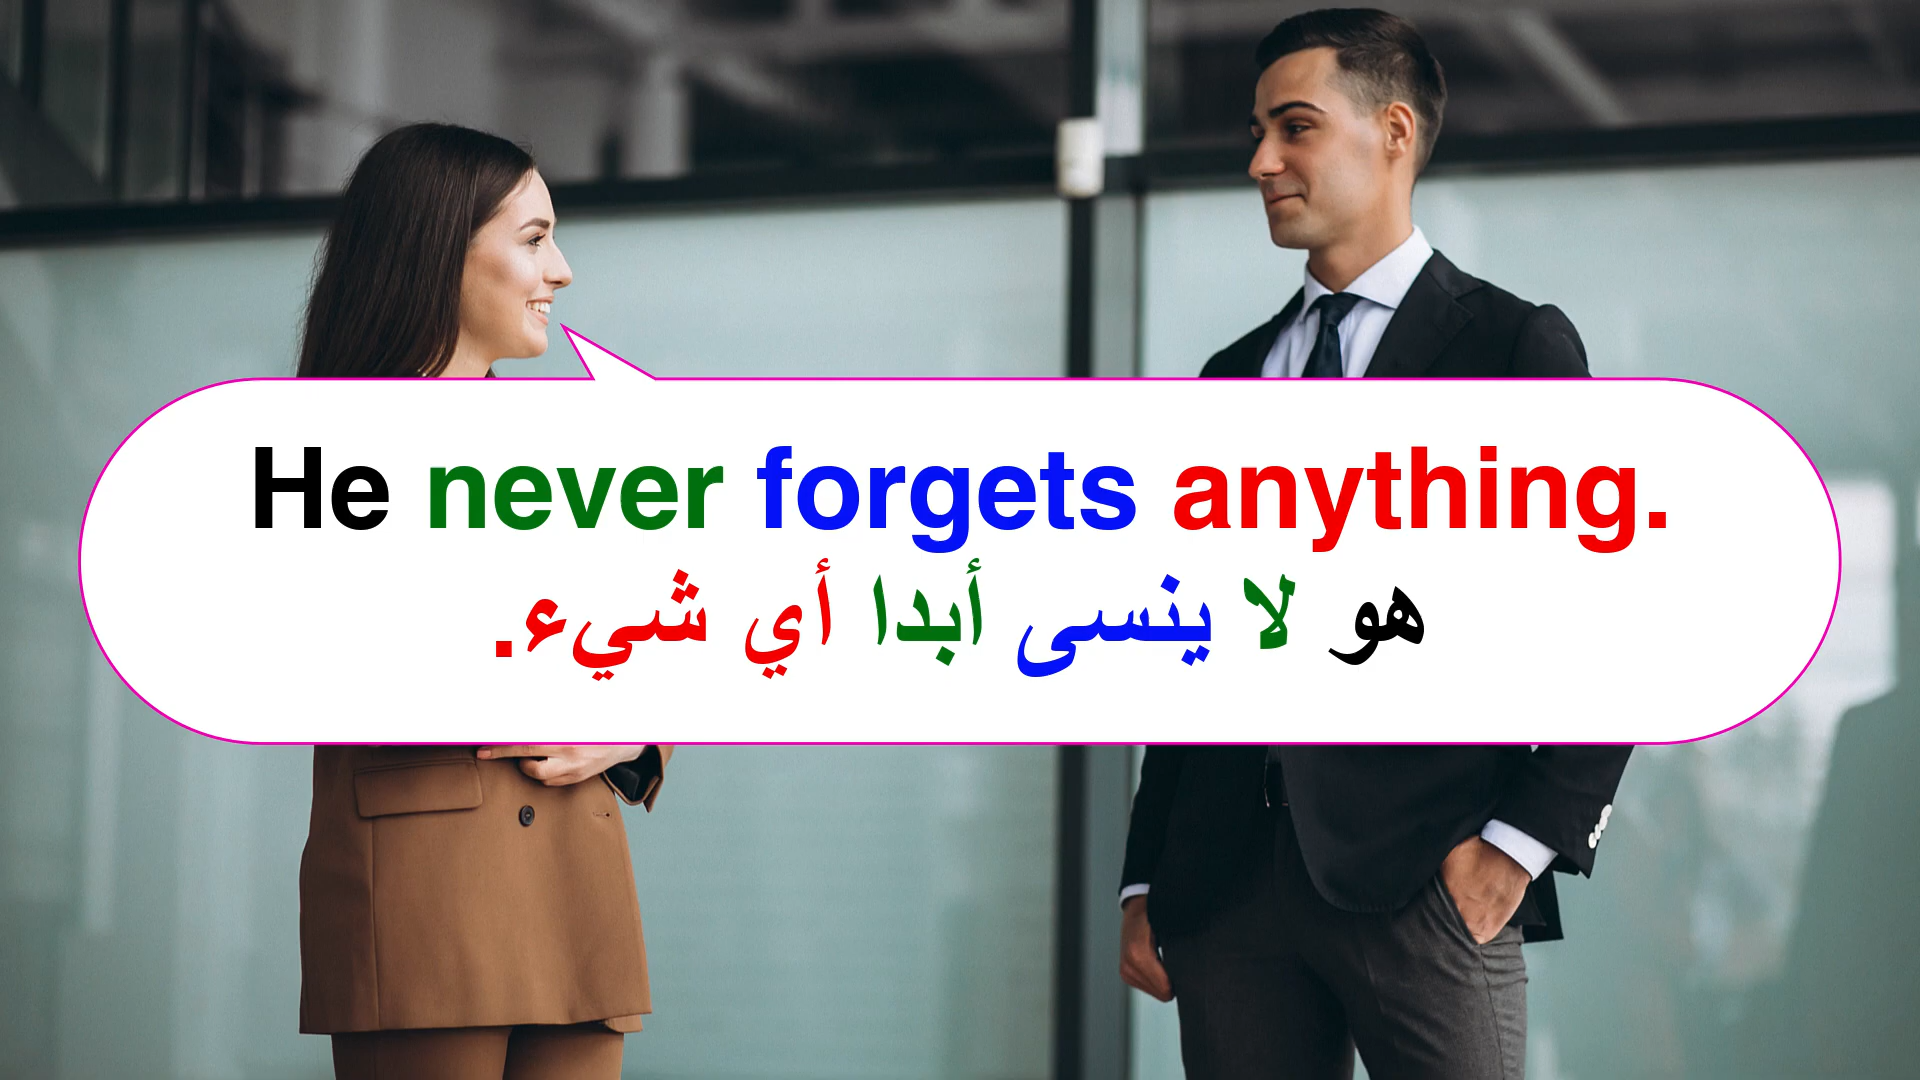 He never forgets anything.
هو لا ينسى أبدا أي شيء.